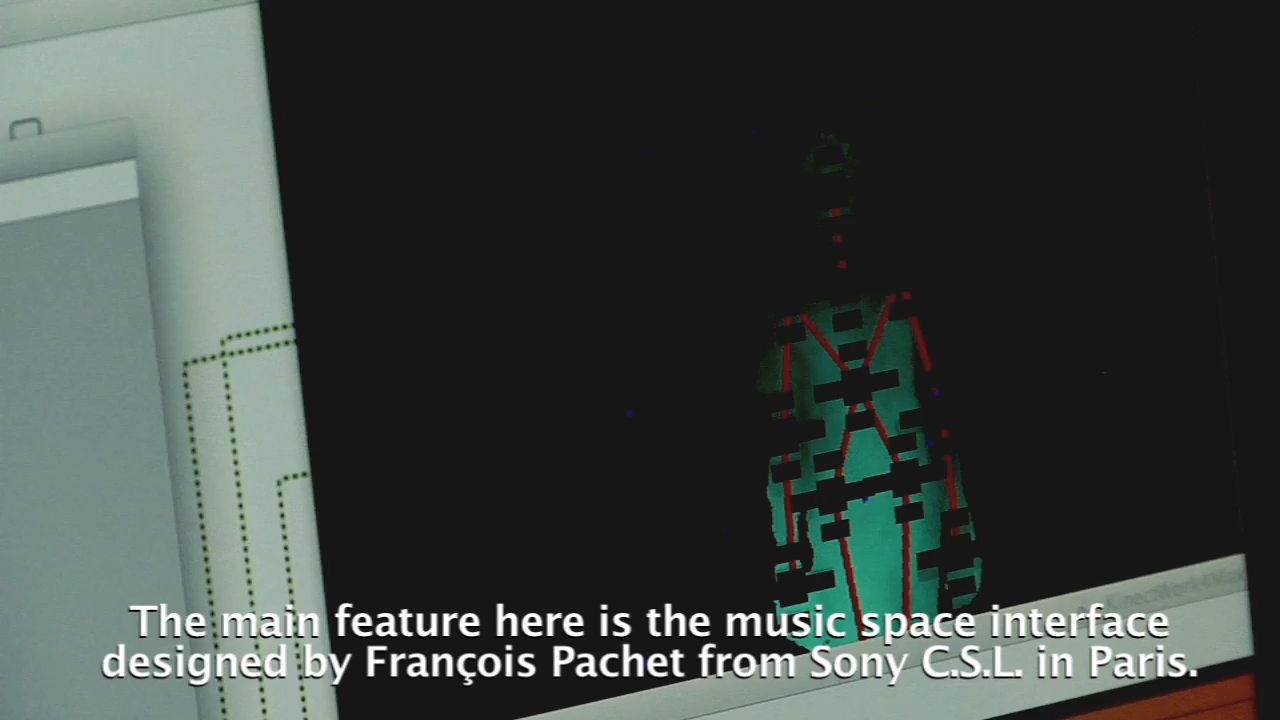 The main feature here is the music space interface
designed by François Pachet from Sony C.S.L. in Paris.